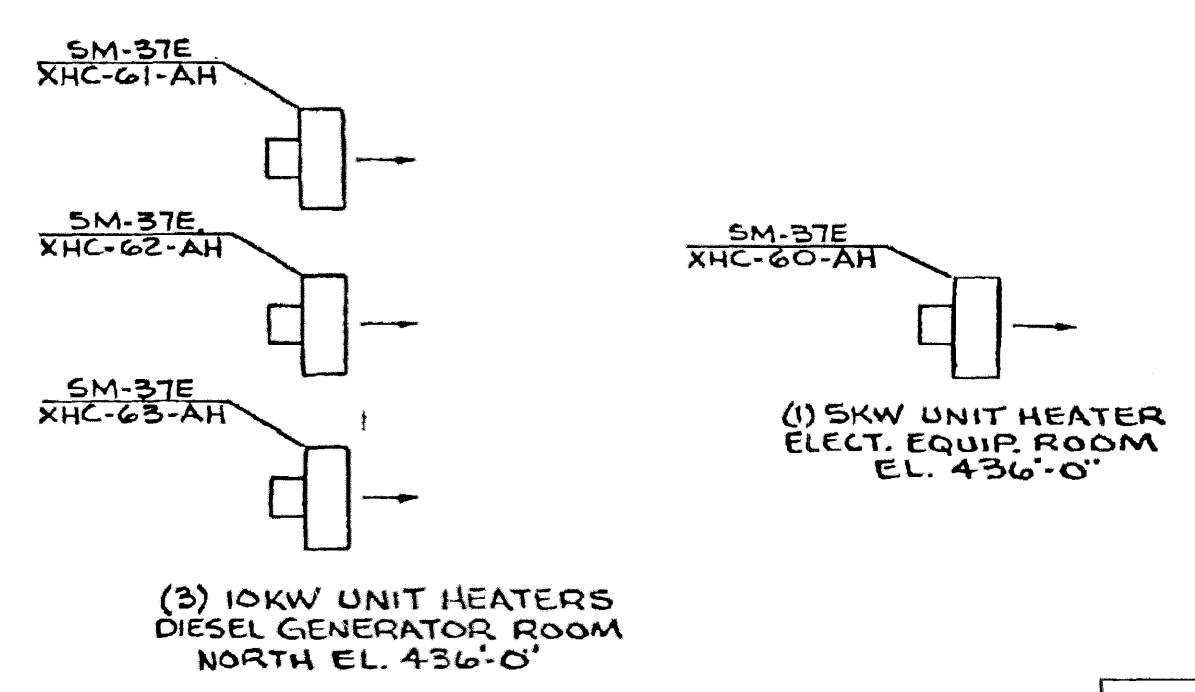 SM-37E
XHC-61-AH
SM-37E
XHC-62-AH
SM-37E
XHC-63-AH
(3) 10KW UNIT HEATERS
DIESEL GENERATOR ROOM
NORTH EL. 436'-0"
SM-37E
XHC-60-AH
(1) 5KW UNIT HEATER
ELECT. EQUIP. ROOM
EL. 436'-0"